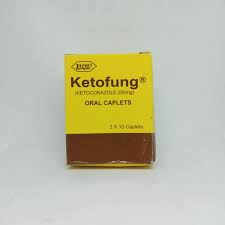 Ketofung®
(KETOCONAZOLE 200mg)
ORAL CAPLETS
3 X 10 Caplets